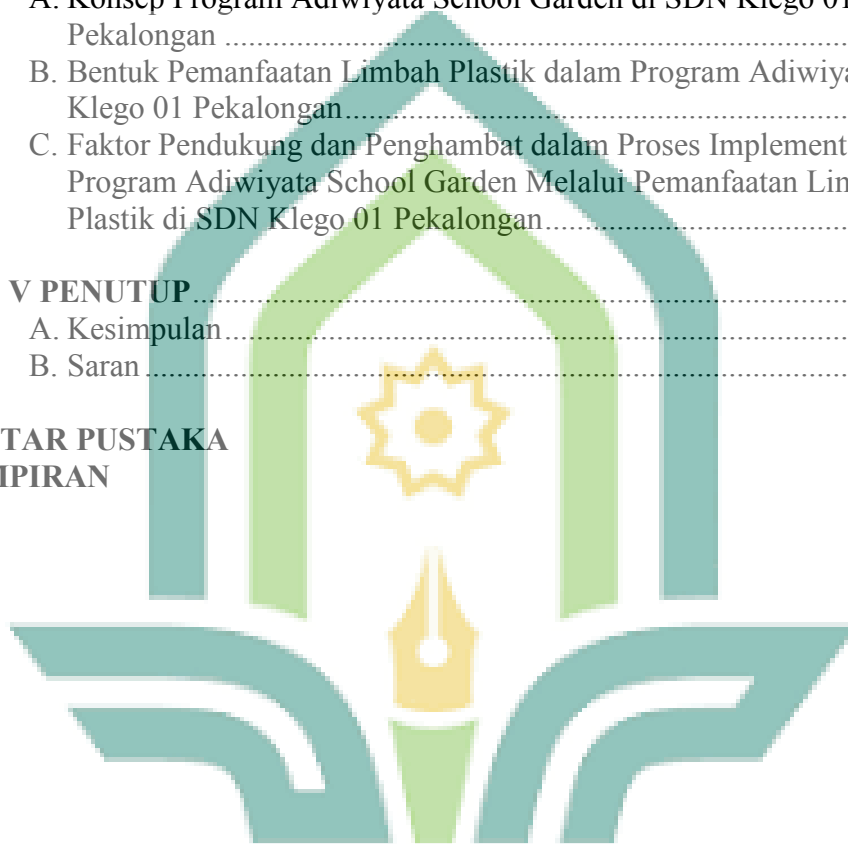 A. Konsep Program Adiwiyata School Garden di SDN Klego 01
Pekalongan ........................................................................
B. Bentuk Pemanfaatan Limbah Plastik dalam Program Adiwiya
Klego 01 Pekalongan........................................................
C. Faktor Pendukung dan Penghambat dalam Proses Implement
Program Adiwiyata School Garden Melalui Pemanfaatan Lim
Plastik di SDN Klego 01 Pekalongan...................................
V PENUTUP..........................................................................
A. Kesimpulan.....................................................................
B. Saran ..............................................................................
TAR PUSTAKA
MPIRAN